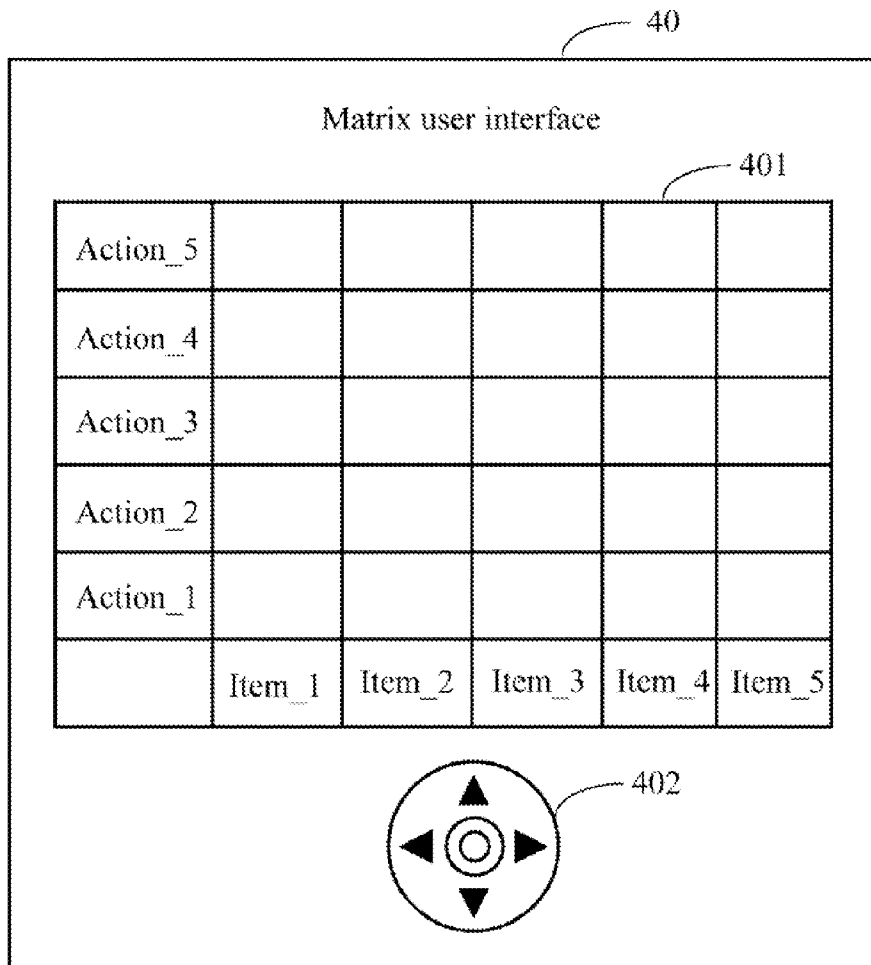 40
Matrix user interface
401
Action_5
Action_4
Action_3
Action_2
Action_1
Item_1 Item_2 Item_3 Item_4 Item_5
402